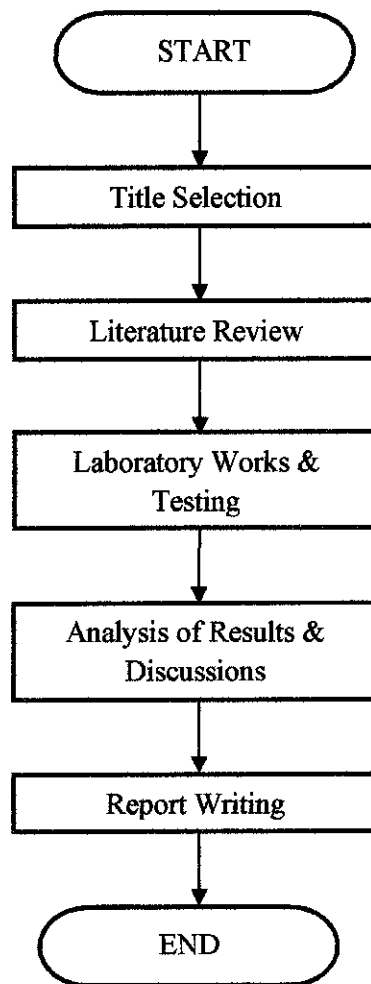 START
Title Selection
Literature Review
Laboratory Works &
Testing
Analysis of Results &
Discussions
Report Writing
END